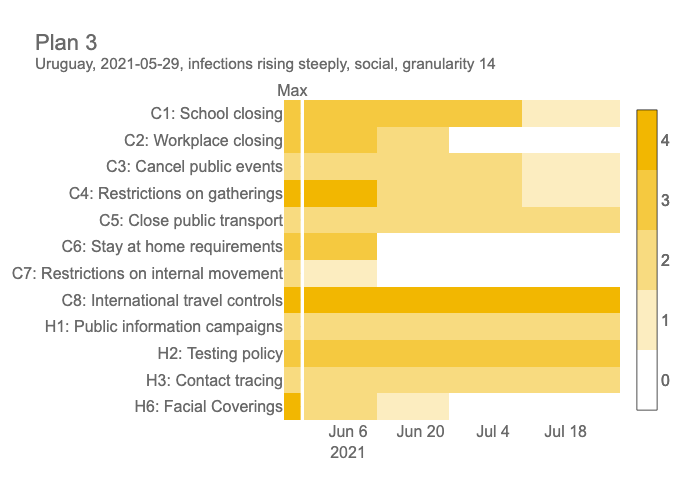 Plan 3
Uruguay, 2021-05-29, infections rising steeply, social, granularity 14
Max
C1: School closing
C2: Workplace closing
C3: Cancel public events
C4: Restrictions on gatherings
C5: Close public transport
C6: Stay at home requirements
C7: Restrictions on internal movement
C8: International travel controls
H1: Public information campaigns
H2: Testing policy
H3: Contact tracing
H6: Facial Coverings
Jun 6 Jun 20 Jul 4 Jul 18
2021
4
3
2
1
0